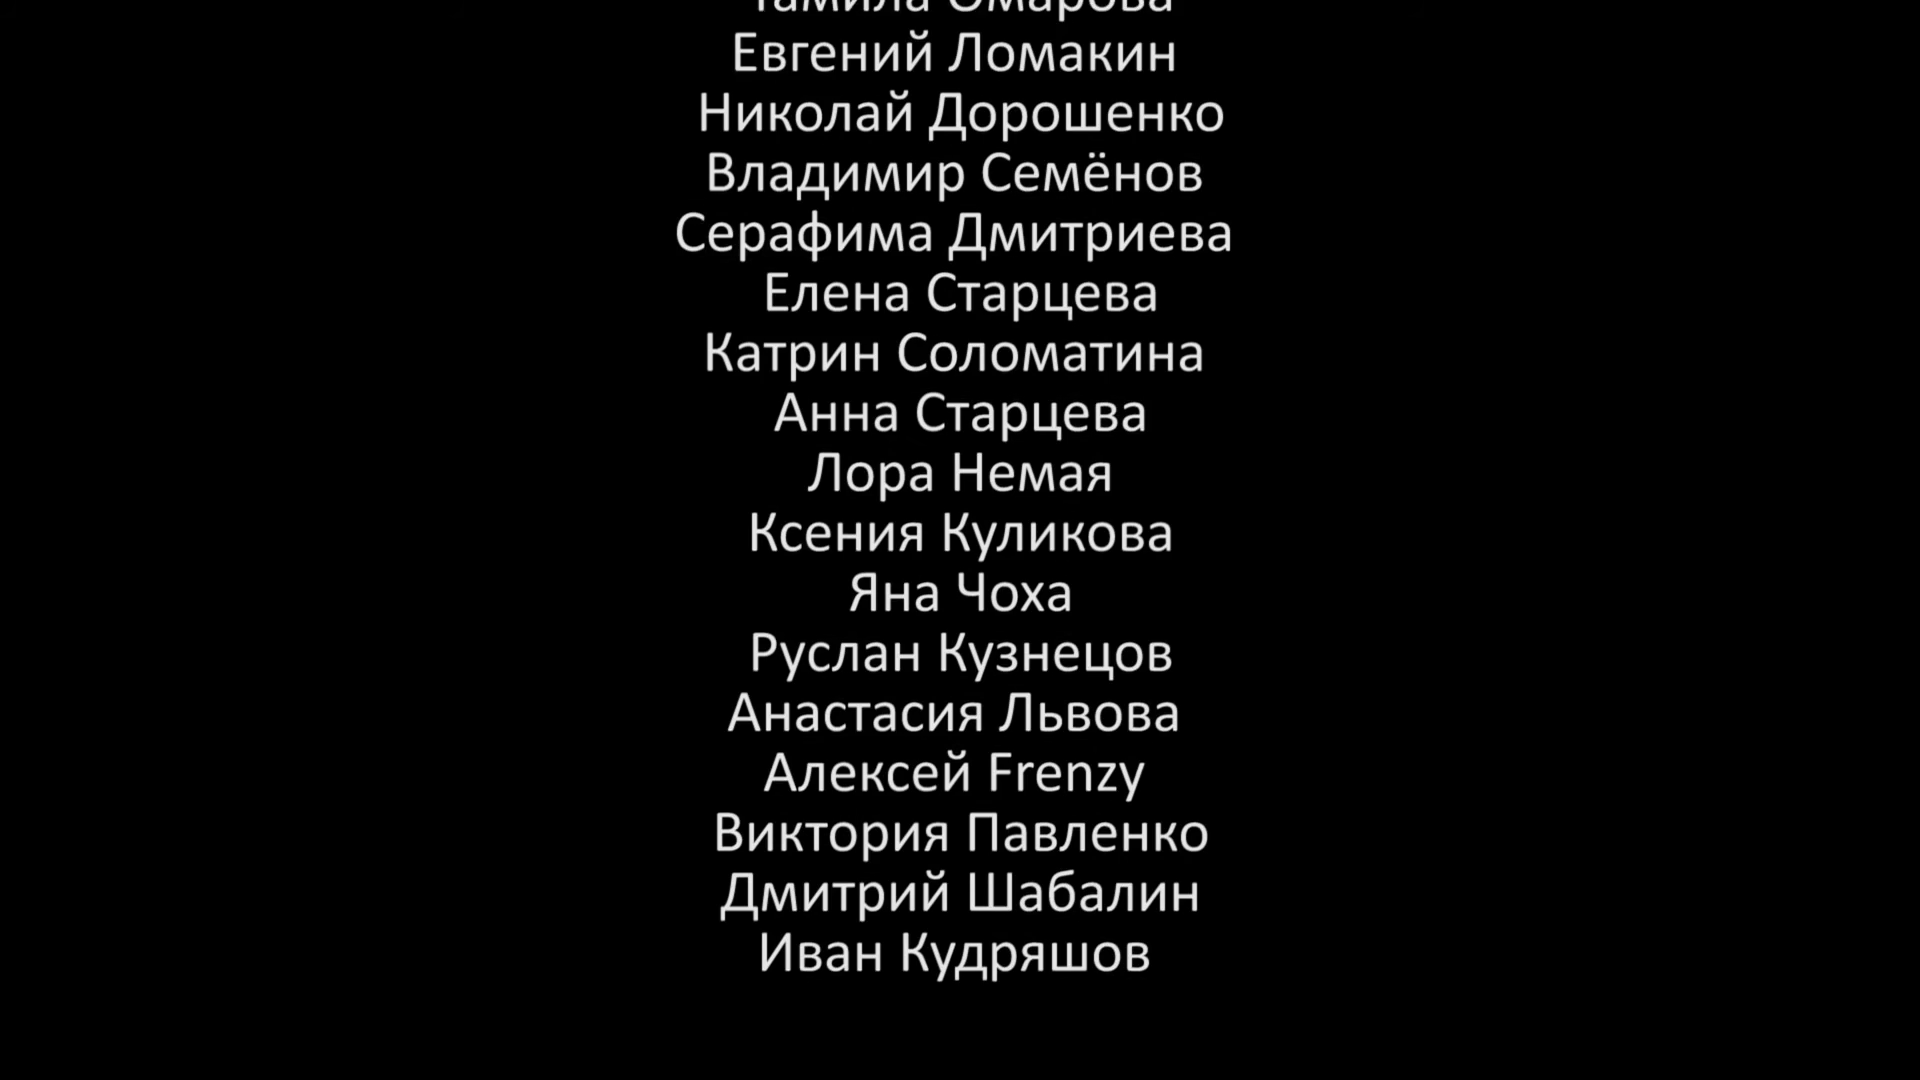 Омарова
Евгений Ломакин
Николай Дорошенко
Владимир Семёнов
Серафима Дмитриева
Елена Старцева
Катрин Соломатина
Анна Старцева
Лора Немая
Ксения Куликова
Яна Чоха
Руслан Кузнецов
Анастасия Львова
Алексей Frenzy
Виктория Павленко
Дмитрий Шабалин
Иван Кудряшов